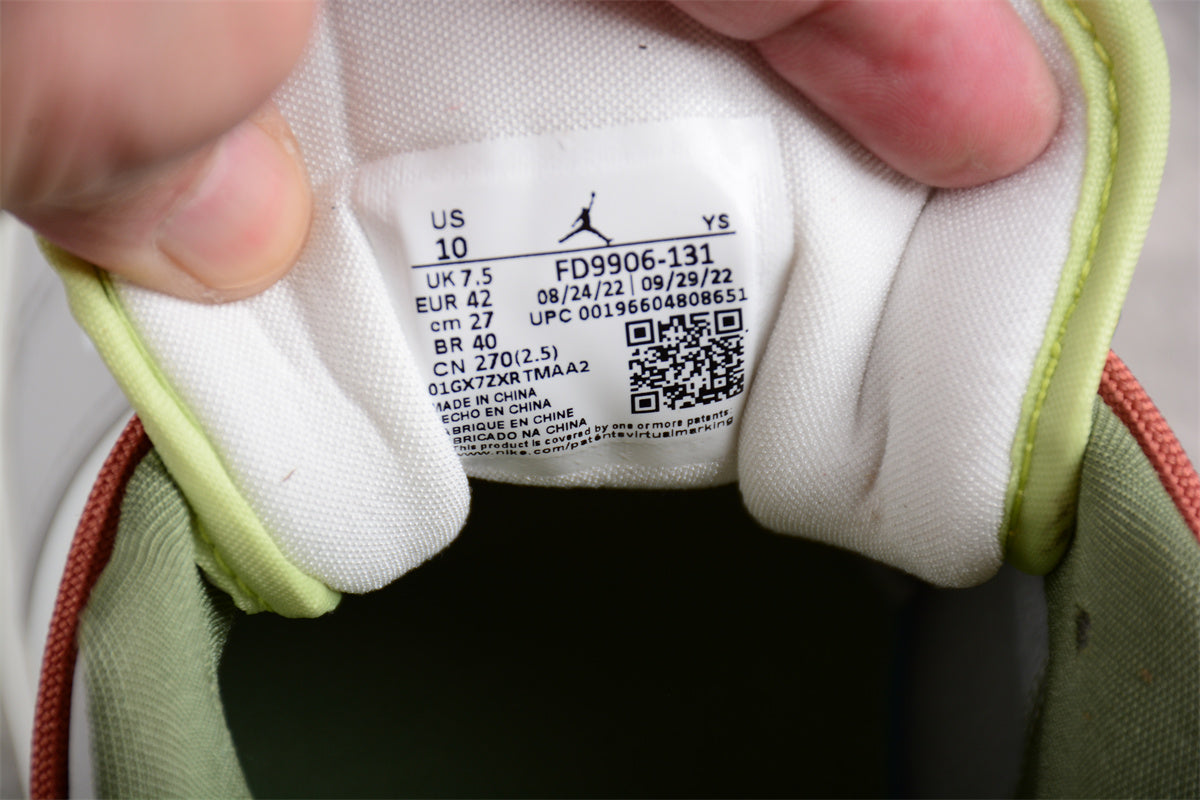 US
10
YS
UK 7.5
EUR 42
cm 27
BR 40
CN 270(2.5)
FD9906-131
08/24/22 | 09/29/22
UPC 00196604808651
01GX7ZXRTMAA2
MADE IN CHINA
ECHO EN CHINA
ABRIQUE EN CHINE
BRICADO NA CHINA
This product is covered by one or more patents:
www.nike.com/patentsvirtualmarking